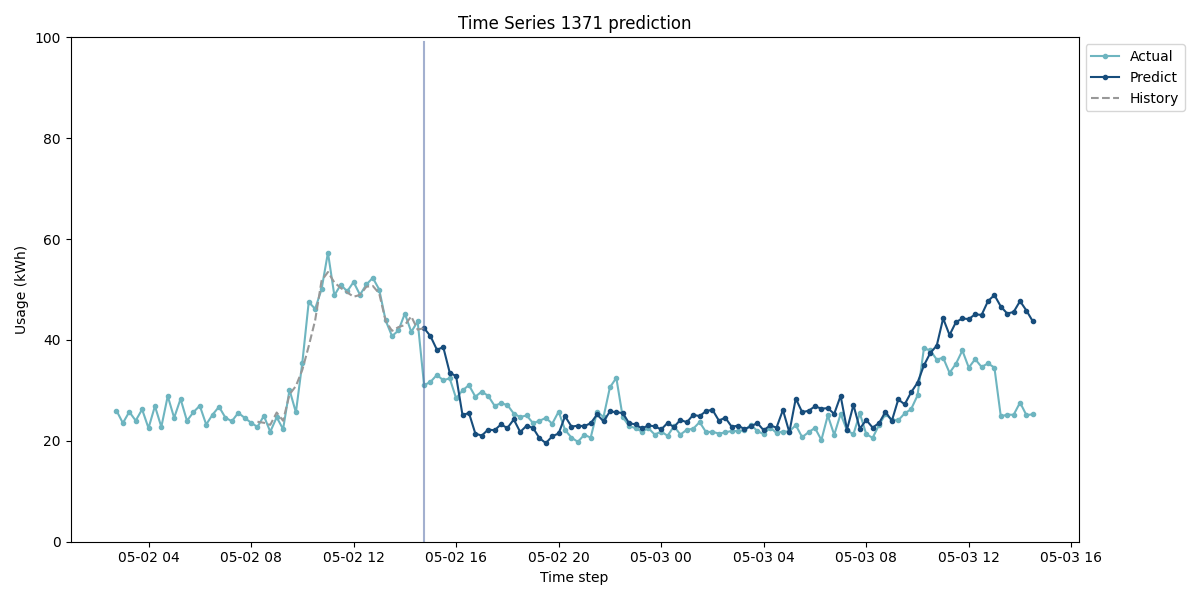 Time Series 1371 prediction
Usage (kWh)
100
80
60
40
20
0
05-02 04
05-02 08
05-02 12
05-02 16
05-02 20
05-03 00
05-03 04
05-03 08
05-03 12
05-03 16
Time step
Actual
Predict
History